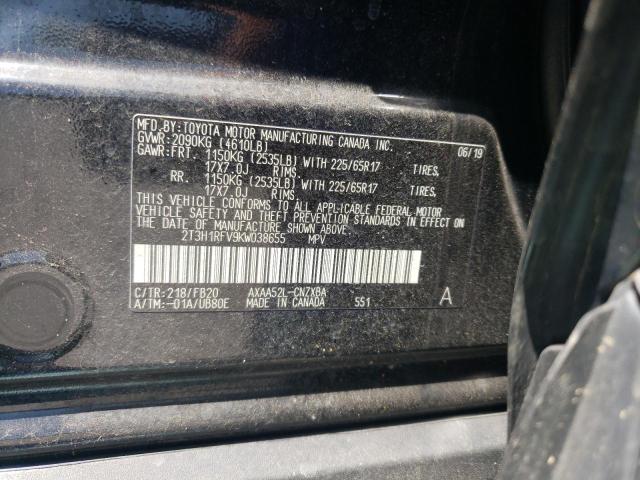 MFD.BY:TOYOTA MOTOR MANUFACTURING CANADA INC. 06/19
GVWR:2090KG (4610LB)
GAWR:FRT. 1150KG (2535LB) WITH 225/65R17 TIRES,
17X7.0J RIMS,
RR. 1150KG (2535LB) WITH 225/65R17 TIRES,
17X7.0J RIMS,
THIS VEHICLE CONFORMS TO ALL APPLICABLE FEDERAL MOTOR
VEHICLE SAFETY AND THEFT PREVENTION STANDARDS IN EFFECT ON
THE DATE OF MANUFACTURE SHOWN ABOVE.
2T3H1RFV9KW038655 MPV
C/TR:218/FB20 AXAA52L-CNZXBA A
A/TM:-01A/UB80E MADE IN CANADA 551